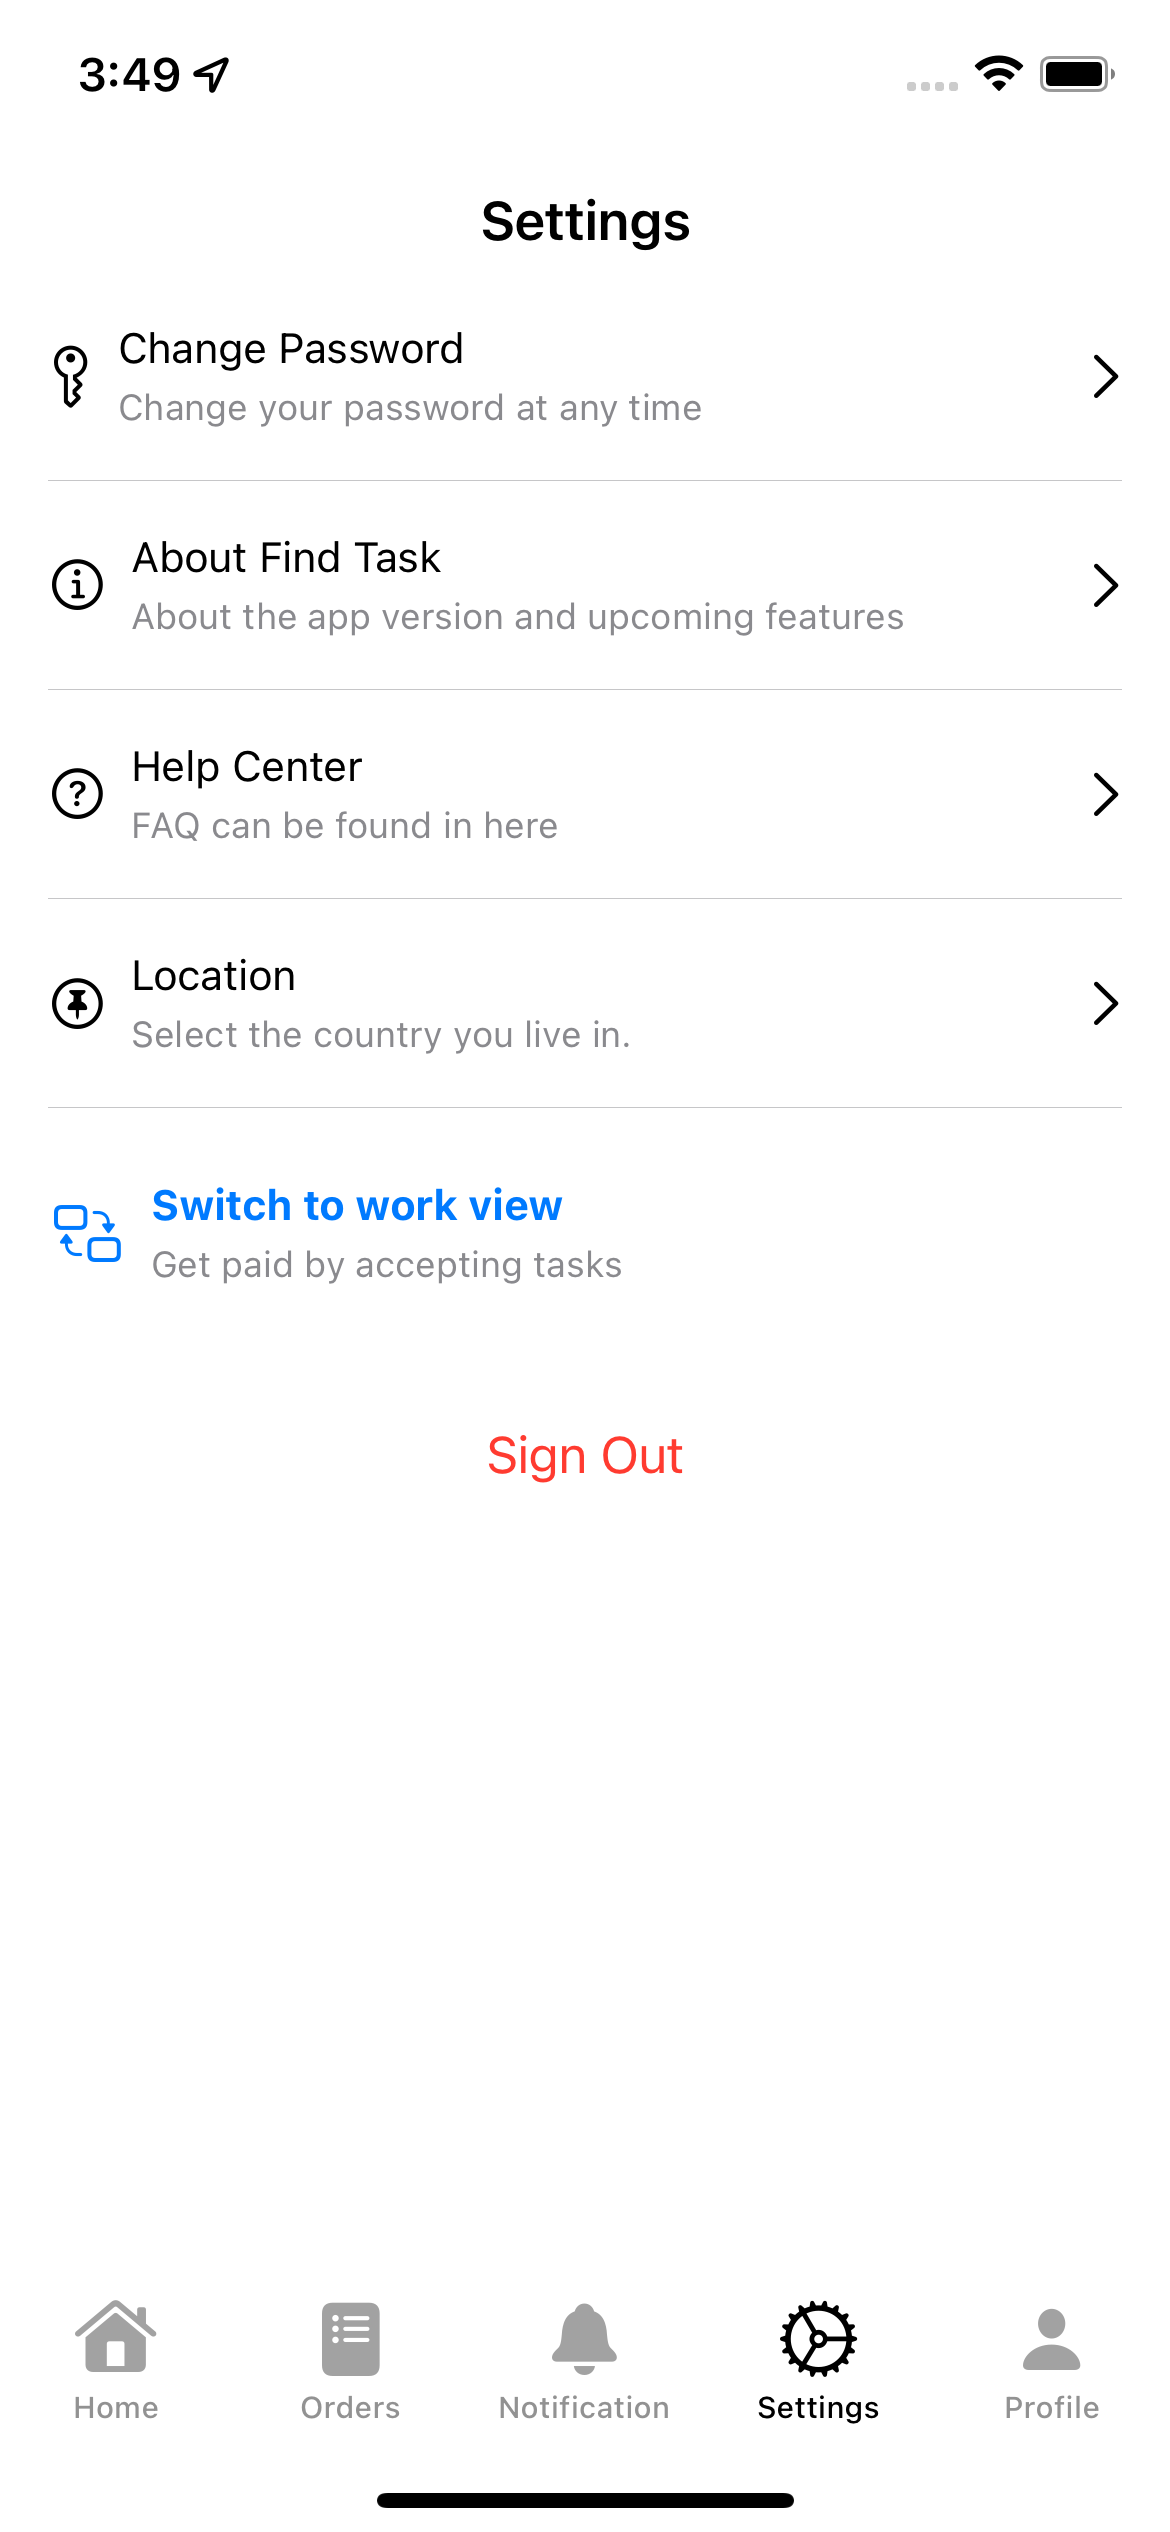 3:49
Settings
Change Password
Change your password at any time
About Find Task
About the app version and upcoming features
Help Center
FAQ can be found in here
Location
Select the country you live in.
Switch to work view
Get paid by accepting tasks
Sign Out
Home Orders Notification Settings Profile